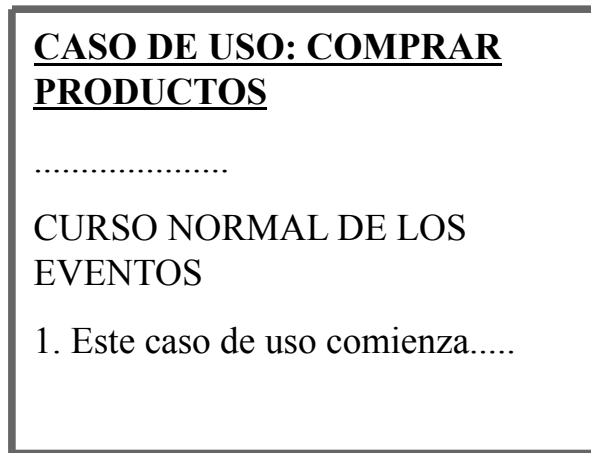 CASO DE USO: COMPRAR
PRODUCTOS
.....................
CURSO NORMAL DE LOS
EVENTOS
1. Este caso de uso comienza.....